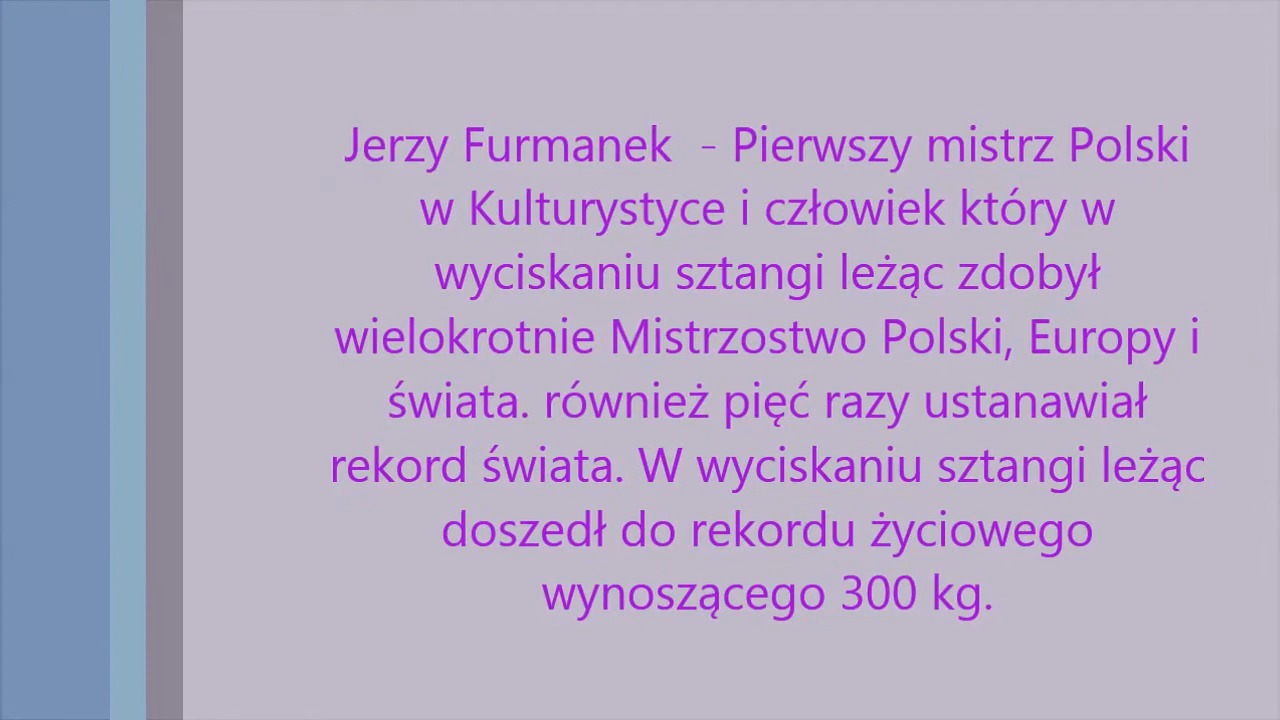 Jerzy Furmanek  - Pierwszy mistrz Polski
w Kulturystyce i człowiek który w
wyciskaniu sztangi leżąc zdobył
wielokrotnie Mistrzostwo Polski, Europy i
świata. również pięć razy ustanawiał
rekord świata. W wyciskaniu sztangi leżąc
doszedł do rekordu życiowego
wynoszącego 300 kg.